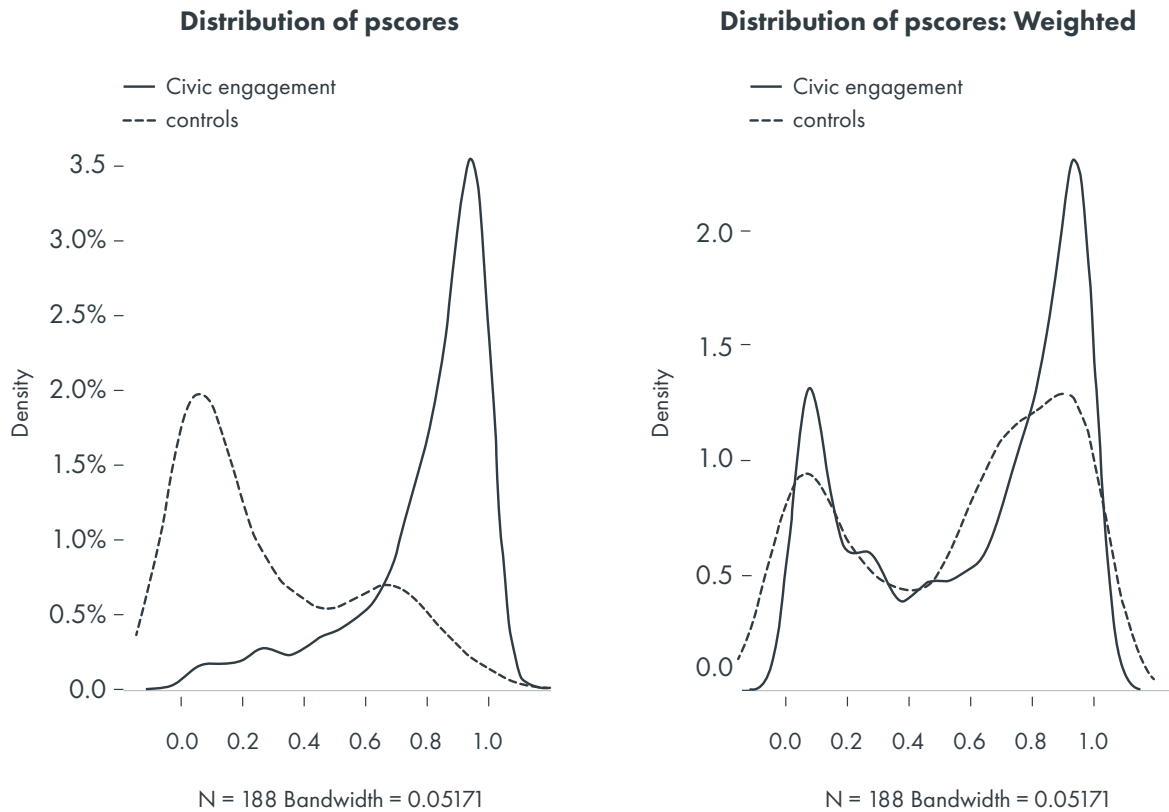 Distribution of pscores
Civic engagement
controls
3.5
3.0%
2.5%
2.0%
1.5%
1.0%
0.5%
0.0
Density
0.0 0.2 0.4 0.6 0.8 1.0
N = 188 Bandwidth = 0.05171
Distribution of pscores: Weighted
Civic engagement
controls
2.0
1.5
1.0
0.5
0.0
Density
0.0 0.2 0.4 0.6 0.8 1.0
N = 188 Bandwidth = 0.05171